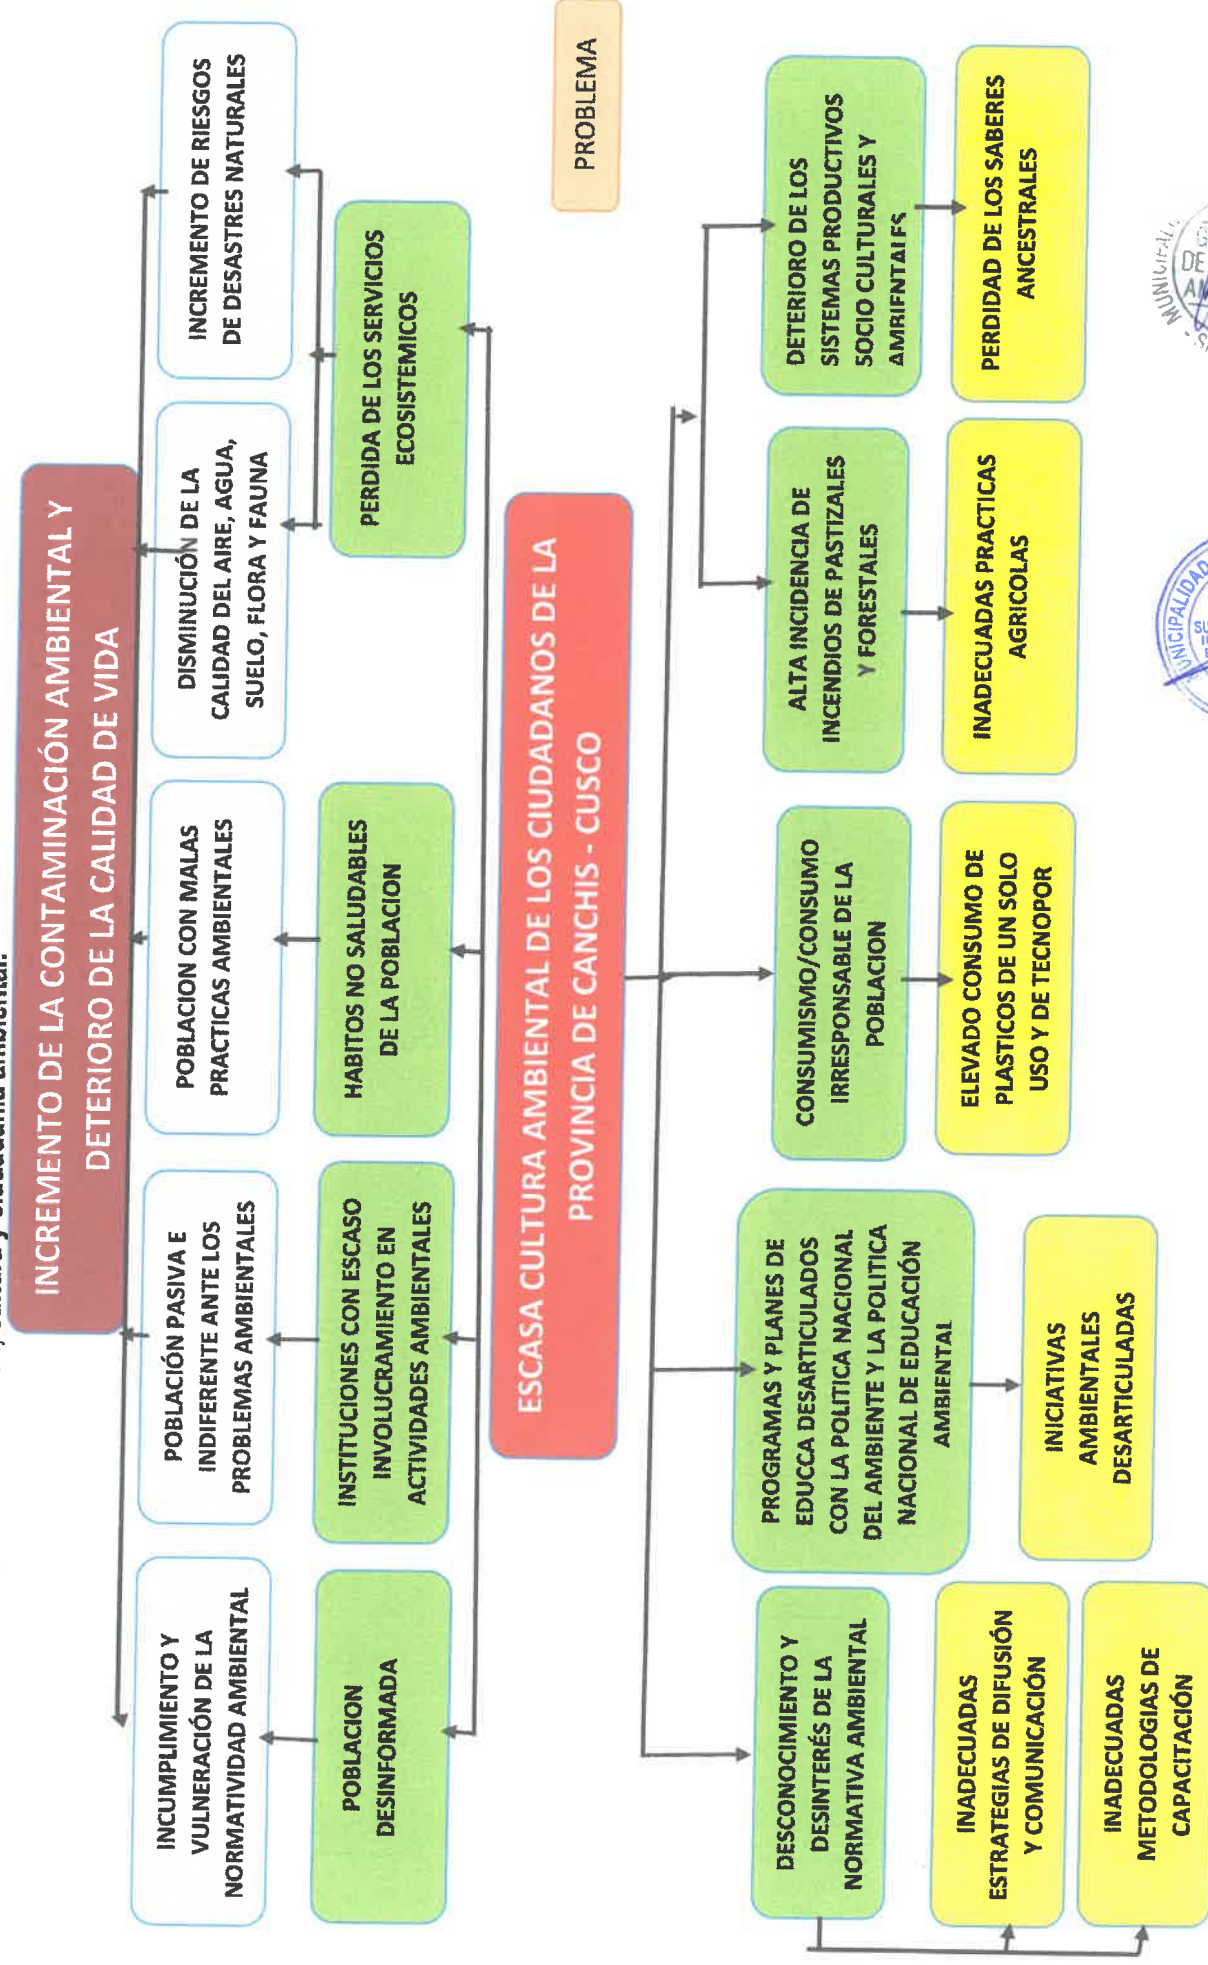 cultura y ciudadanía ambiental.
INCREMENTO DE LA CONTAMINACIÓN AMBIENTAL Y
DETERIORO DE LA CALIDAD DE VIDA
INCUMPLIMIENTO Y
VULNERACIÓN DE LA
NORMATIVIDAD AMBIENTAL
POBLACIÓN PASIVA E
INDIFERENTE ANTE LOS
PROBLEMAS AMBIENTALES
POBLACION CON MALAS
PRACTICAS AMBIENTALES
DISMINUCIÓN DE LA
CALIDAD DEL AIRE, AGUA,
SUELO, FLORA Y FAUNA
INCREMENTO DE RIESGOS
DE DESASTRES NATURALES
POBLACION
DESINFORMADA
INSTITUCIONES CON ESCASO
INVOLUCRAMIENTO EN
ACTIVIDADES AMBIENTALES
HABITOS NO SALUDABLES
DE LA POBLACION
PERDIDA DE LOS SERVICIOS
ECOSISTEMICOS
ESCASA CULTURA AMBIENTAL DE LOS CIUDADANOS DE LA
PROVINCIA DE CANCHIS - CUSCO
PROBLEMA
DESCONOCIMIENTO Y
DESINTERÉS DE LA
NORMATIVA AMBIENTAL
PROGRAMAS Y PLANES DE
EDUCCA DESARTICULADOS
CON LA POLITICA NACIONAL
DEL AMBIENTE Y LA POLITICA
NACIONAL DE EDUCACIÓN
AMBIENTAL
CONSUMISMO/CONSUMO
IRRESPONSABLE DE LA
POBLACION
ALTA INCIDENCIA DE
INCENDIOS DE PASTIZALES
Y FORESTALES
DETERIORO DE LOS
SISTEMAS PRODUCTIVOS
SOCIO CULTURALES Y
AMBIENTALES
INADECUADAS
ESTRATEGIAS DE DIFUSIÓN
Y COMUNICACIÓN
INADECUADAS
METODOLOGIAS DE
CAPACITACIÓN
INICIATIVAS
AMBIENTALES
DESARTICULADAS
ELEVADO CONSUMO DE
PLASTICOS DE UN SOLO
USO Y DE TECNOPOR
INADECUADAS PRACTICAS
AGRICOLAS
PERDIDAD DE LOS SABERES
ANCESTRALES